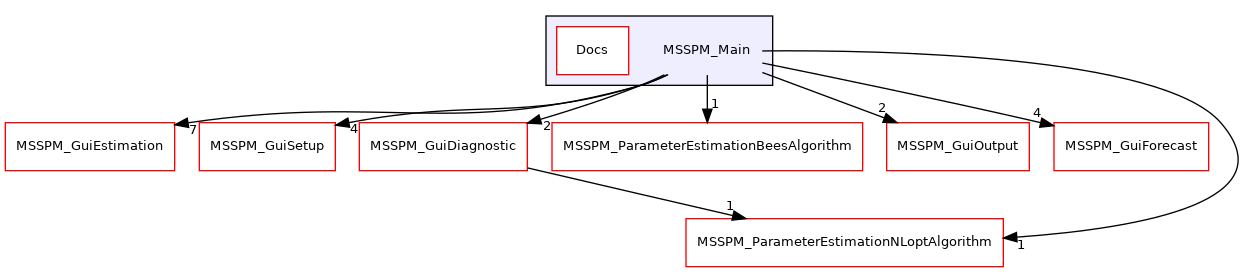 Docs
MSSPM_Main
1
2
4
7
4
2
MSSPM_GuiEstimation
MSSPM_GuiSetup
MSSPM_GuiDiagnostic
MSSPM_ParameterEstimationBeesAlgorithm
MSSPM_GuiOutput
MSSPM_GuiForecast
1
MSSPM_ParameterEstimationNLoptAlgorithm
1